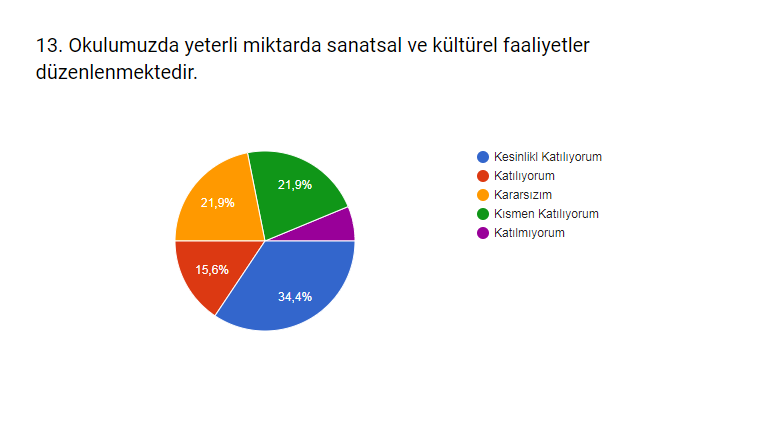 13. Okulumuzda yeterli miktarda sanatsal ve kültürel faaliyetler
düzenlenmektedir.
Kesinlikl Katılıyorum
Katılıyorum
Kararsızım
Kısmen Katılıyorum
Katılmıyorum
21,9%
21,9%
15,6%
34,4%